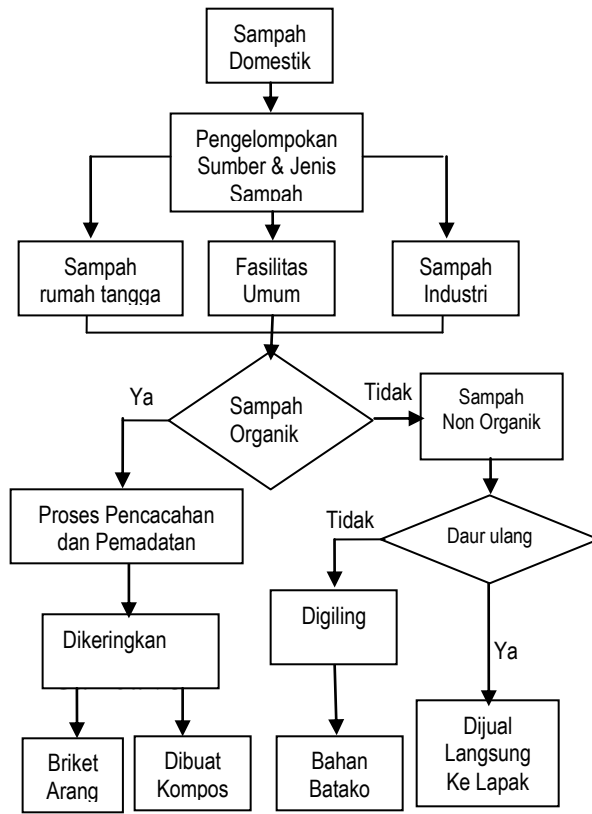 Sampah
Domestik
Pengelompokan
Sumber & Jenis
Sampah
Sampah
rumah tangga
Fasilitas
Umum
Sampah
Industri
Ya
Sampah
Organik
Tidak
Sampah
Non Organik
Proses Pencacahan
dan Pemadatan
Tidak
Daur ulang
Dikeringkan
Digiling
Ya
Briket
Arang
Dibuat
Kompos
Bahan
Batako
Dijual
Langsung
Ke Lapak